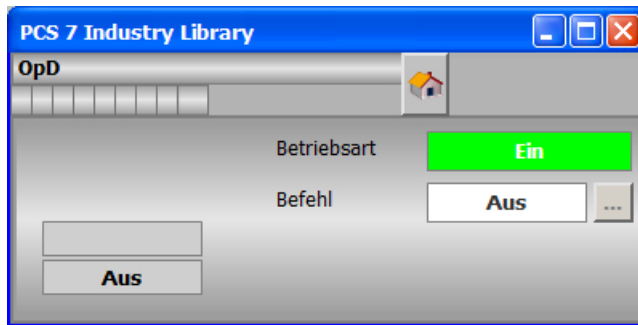 PCS 7 Industry Library
OpD
Betriebsart Ein
Befehl Aus ...
Aus